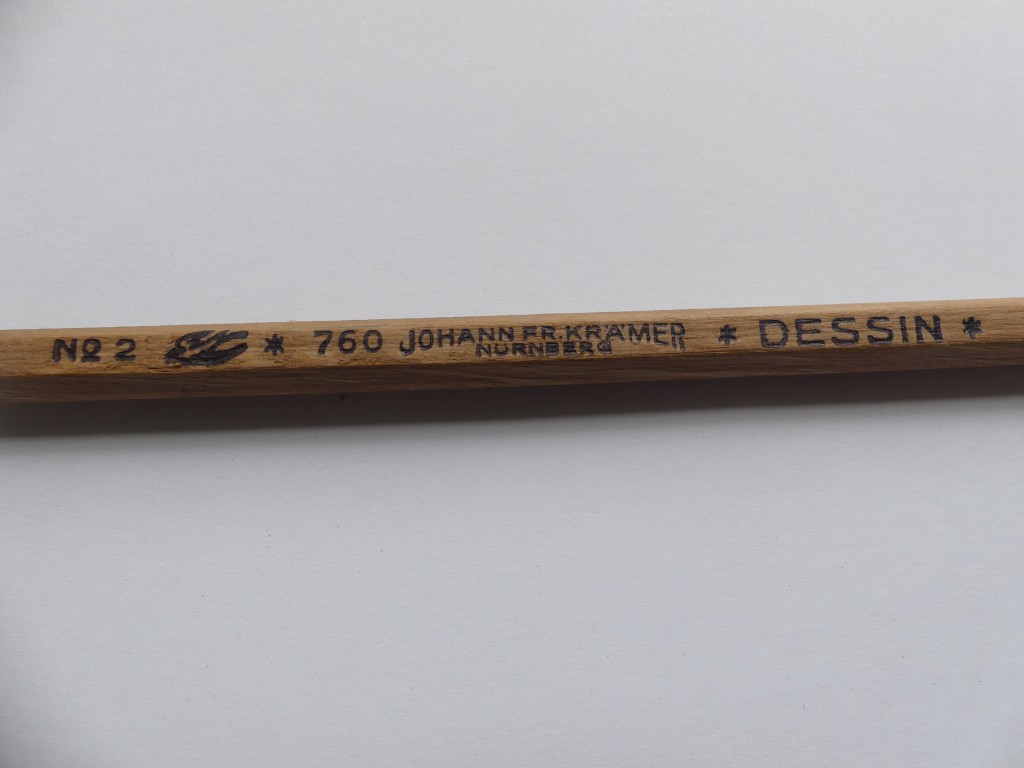 No 2 * 760 JOHANN FR. KRÄMER * DESSIN *
NÜRNBERG